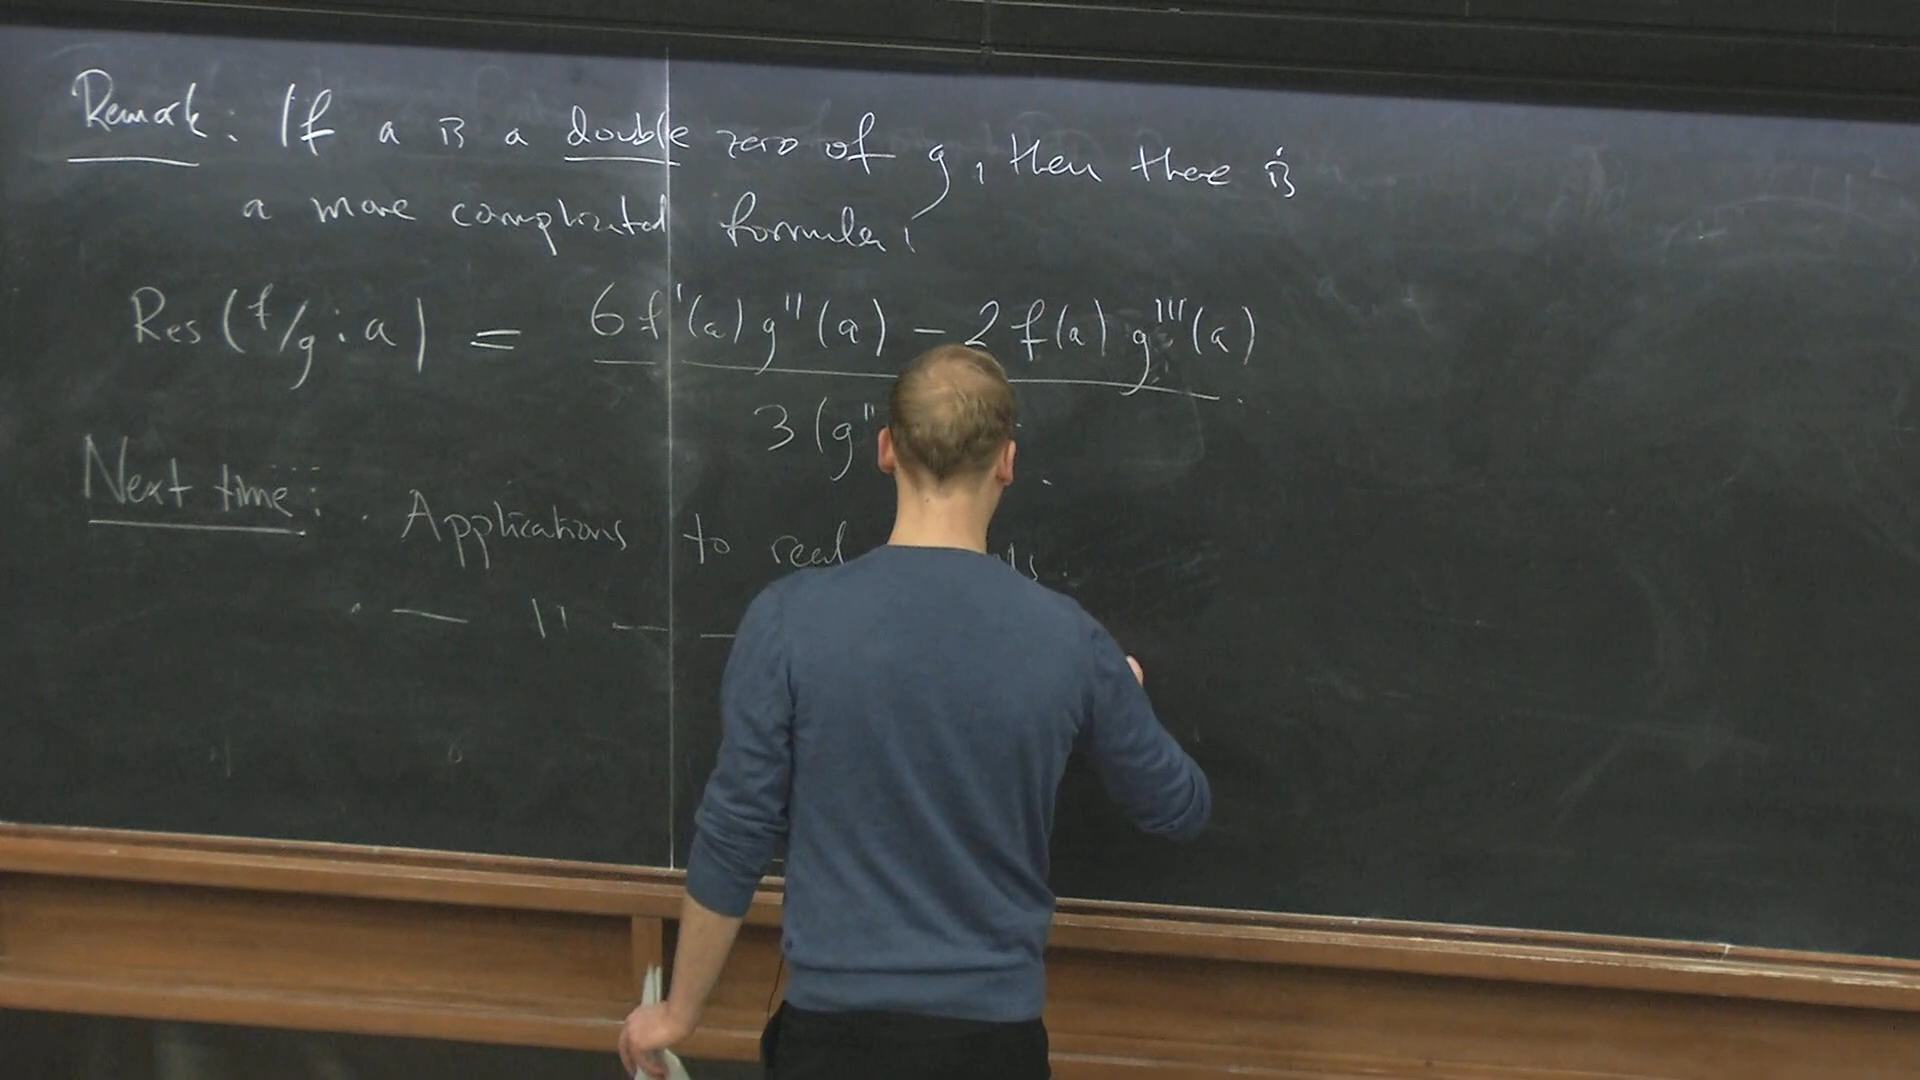 Remark: If a is a double zero of g, then there is
a more complicated formula:
Res(f/g; a) = 6f'(a)g''(a) - 2f(a)g'''(a)
3(g''
Next time: · Applications to real
· — '' — —